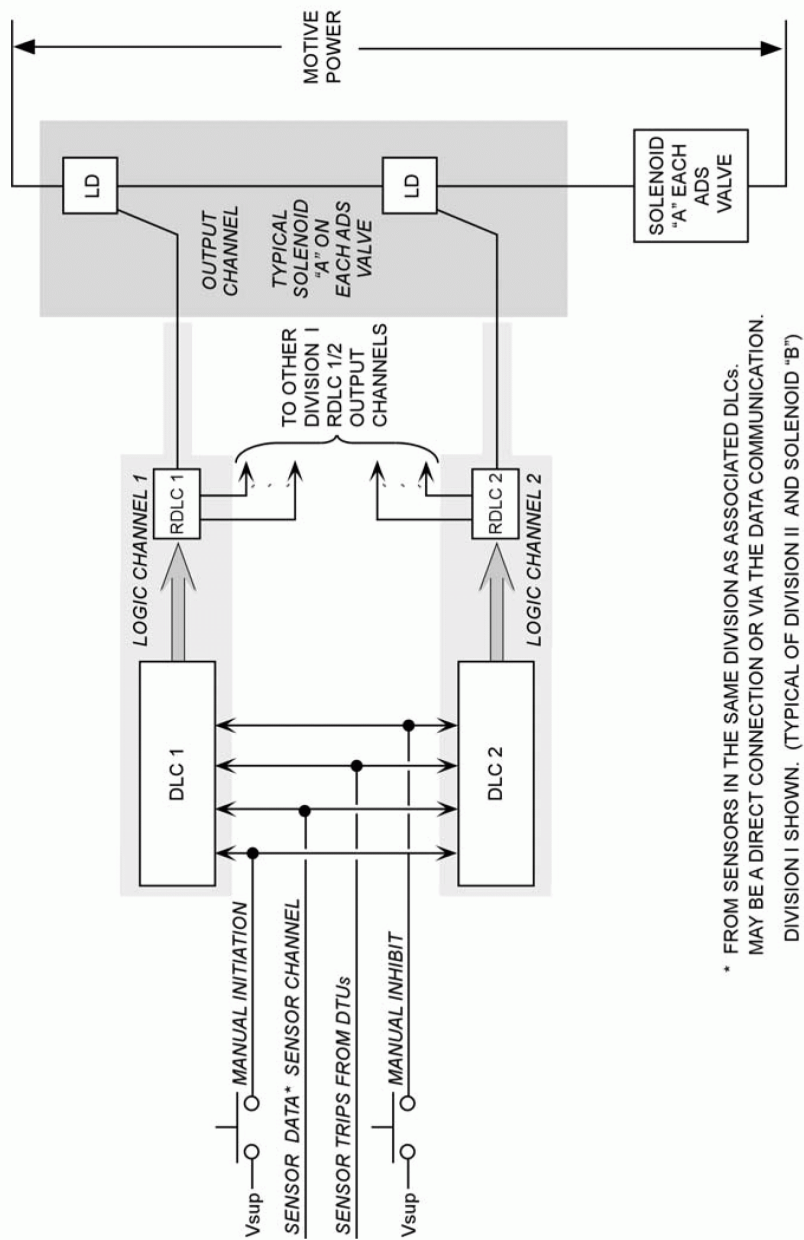 Vsup
MANUAL INITIATION
SENSOR DATA* SENSOR CHANNEL
SENSOR TRIPS FROM DTUs
Vsup
MANUAL INHIBIT
DLC 1
LOGIC CHANNEL 1
RDLC 1
DLC 2
LOGIC CHANNEL 2
RDLC 2
TO OTHER
DIVISION I
RDLC 1/2
OUTPUT
CHANNELS
OUTPUT
CHANNEL
TYPICAL
SOLENOID
"A" ON
EACH ADS
VALVE
LD
LD
MOTIVE
POWER
SOLENOID
"A" EACH
ADS
VALVE
* FROM SENSORS IN THE SAME DIVISION AS ASSOCIATED DLCs.
MAY BE A DIRECT CONNECTION OR VIA THE DATA COMMUNICATION.
DIVISION I SHOWN. (TYPICAL OF DIVISION II AND SOLENOID "B")